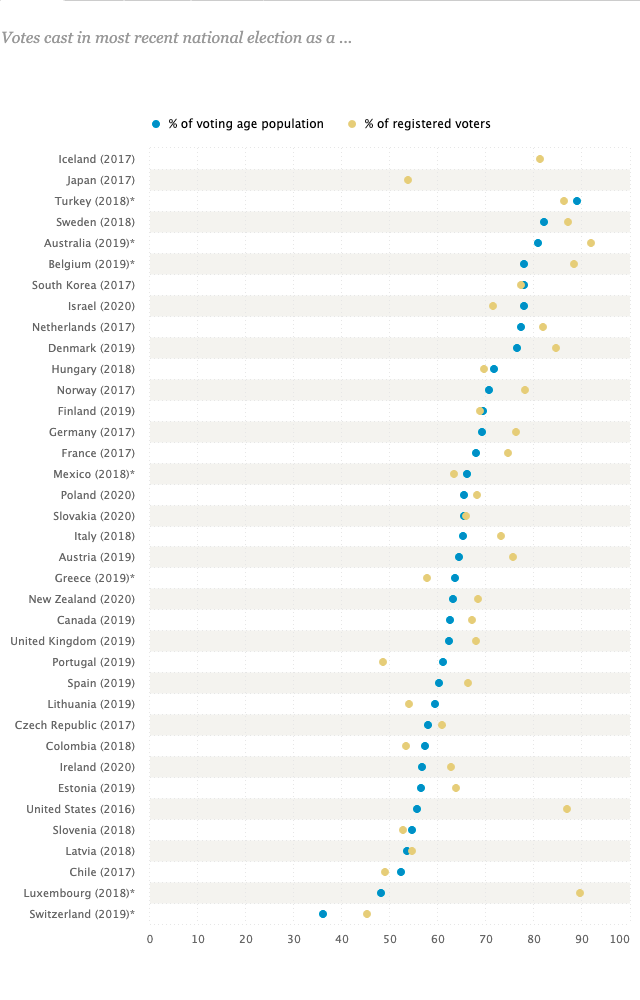 Votes cast in most recent national election as a ...
% of voting age population % of registered voters
Iceland (2017)
Japan (2017)
Turkey (2018)*
Sweden (2018)
Australia (2019)*
Belgium (2019)*
South Korea (2017)
Israel (2020)
Netherlands (2017)
Denmark (2019)
Hungary (2018)
Norway (2017)
Finland (2019)
Germany (2017)
France (2017)
Mexico (2018)*
Poland (2020)
Slovakia (2020)
Italy (2018)
Austria (2019)
Greece (2019)*
New Zealand (2020)
Canada (2019)
United Kingdom (2019)
Portugal (2019)
Spain (2019)
Lithuania (2019)
Czech Republic (2017)
Colombia (2018)
Ireland (2020)
Estonia (2019)
United States (2016)
Slovenia (2018)
Latvia (2018)
Chile (2017)
Luxembourg (2018)*
Switzerland (2019)*
0 10 20 30 40 50 60 70 80 90 100